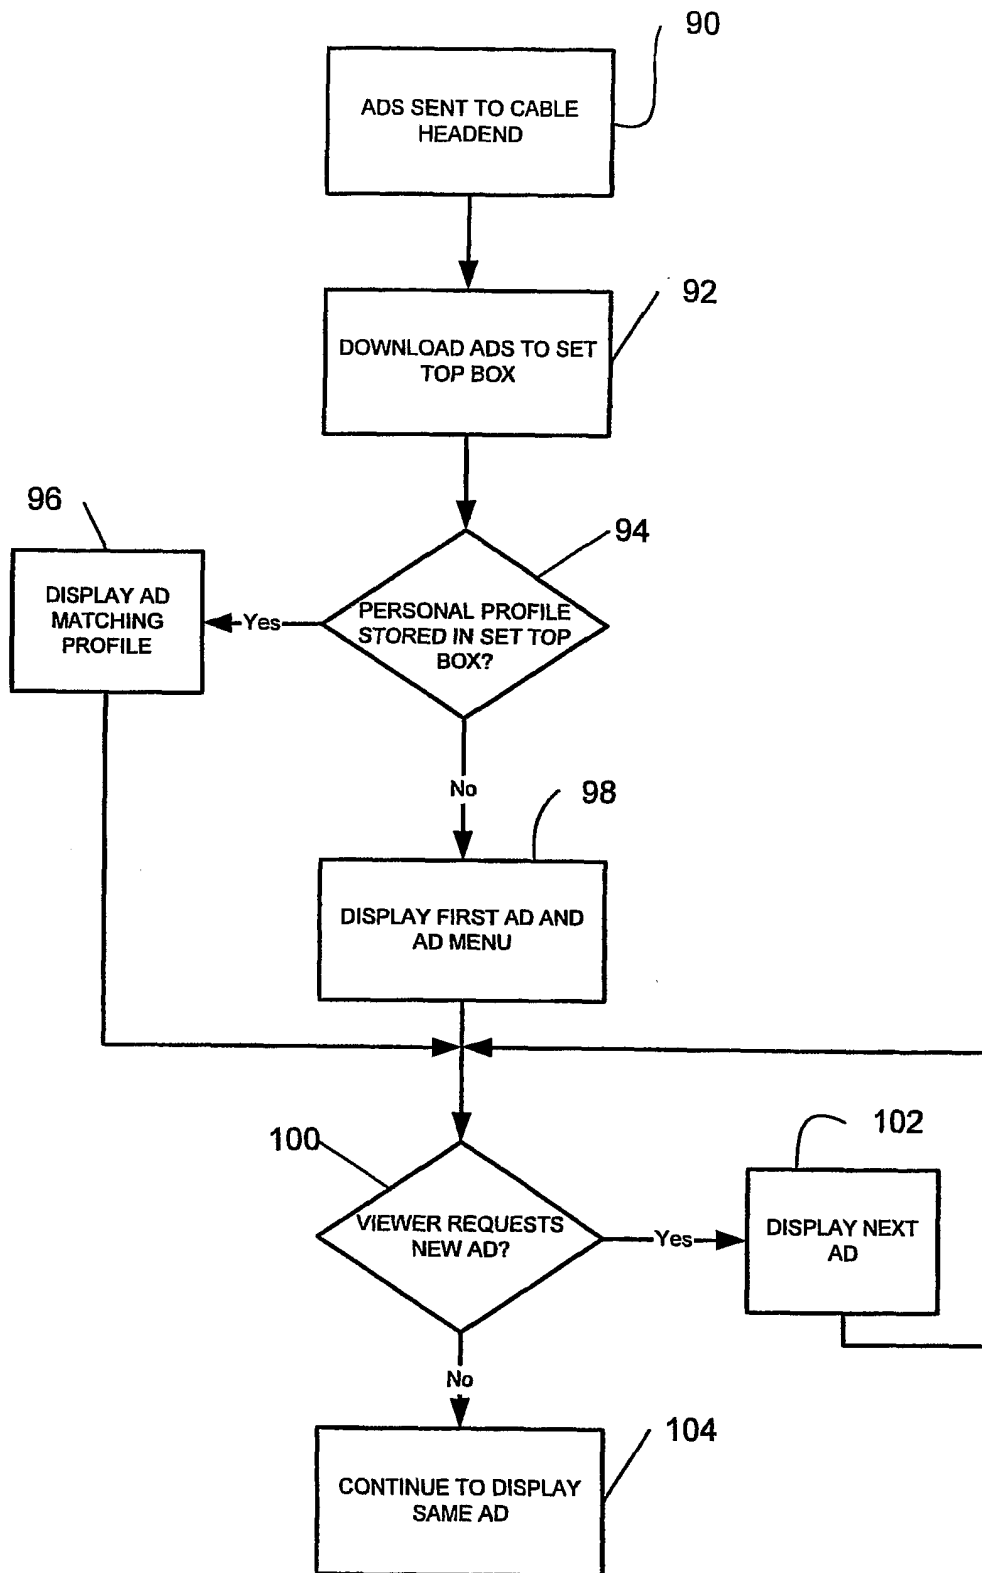 90
ADS SENT TO CABLE
HEADEND
92
DOWNLOAD ADS TO SET
TOP BOX
96
94
DISPLAY AD
MATCHING
PROFILE
Yes
PERSONAL PROFILE
STORED IN SET TOP
BOX?
No
98
DISPLAY FIRST AD AND
AD MENU
100
102
VIEWER REQUESTS
NEW AD?
Yes
DISPLAY NEXT
AD
No
104
CONTINUE TO DISPLAY
SAME AD